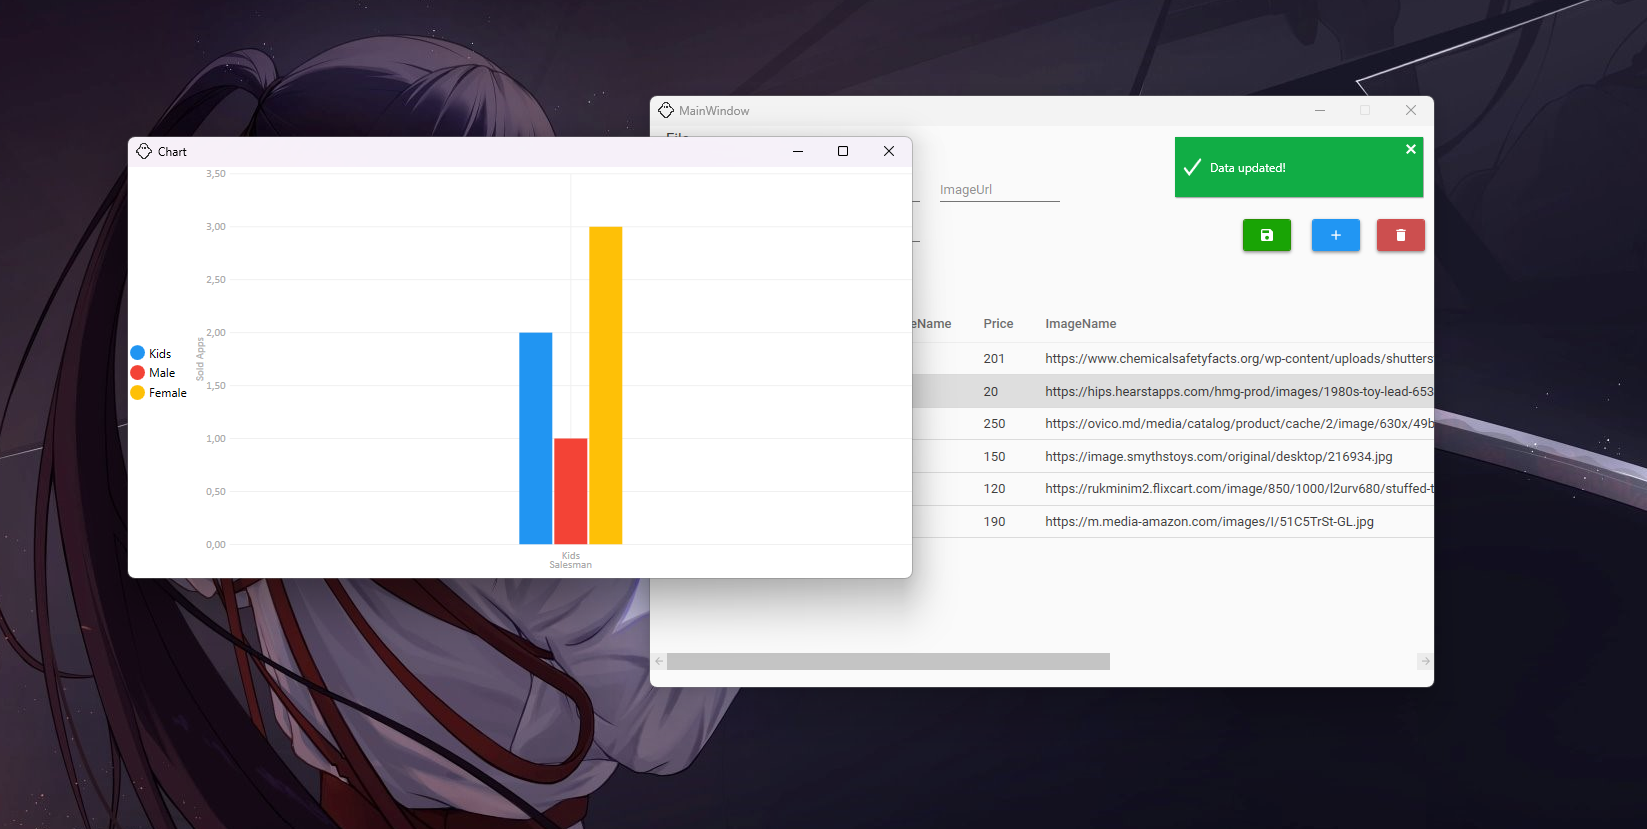 MainWindow
File
Chart
Data updated!
ImageUrl
3,50
3,00
2,50
2,00
1,50
1,00
0,50
0,00
Sold Apps
Kids
Male
Female
Kids
Salesman
eName Price ImageName
201 https://www.chemicalsafetyfacts.org/wp-content/uploads/shutters
20 https://hips.hearstapps.com/hmg-prod/images/1980s-toy-lead-653
250 https://ovico.md/media/catalog/product/cache/2/image/630x/49b
150 https://image.smythstoys.com/original/desktop/216934.jpg
120 https://rukminim2.flixcart.com/image/850/1000/l2urv680/stuffed-t
190 https://m.media-amazon.com/images/I/51C5TrSt-GL.jpg